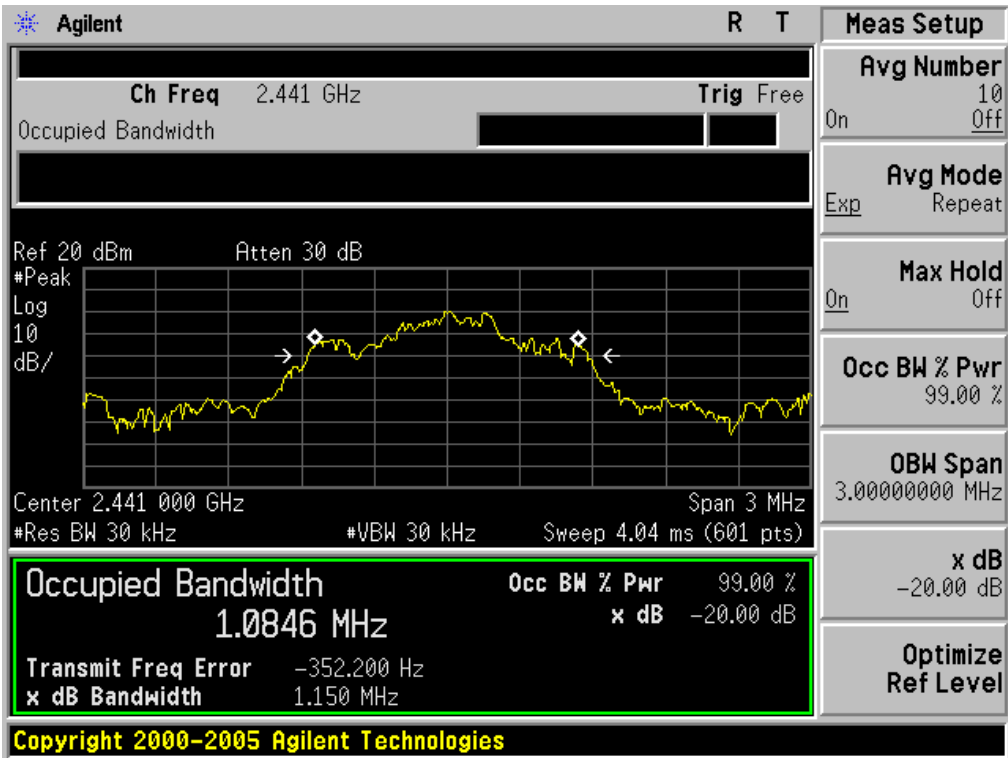 Agilent R T
Ch Freq 2.441 GHz Trig Free
Occupied Bandwidth
Ref 20 dBm Atten 30 dB
#Peak
Log
10
dB/
Center 2.441 000 GHz Span 3 MHz
#Res BW 30 kHz #VBW 30 kHz Sweep 4.04 ms (601 pts)
Occupied Bandwidth Occ BW % Pwr 99.00 %
1.0846 MHz x dB -20.00 dB
Transmit Freq Error -352.200 Hz
x dB Bandwidth 1.150 MHz
Copyright 2000-2005 Agilent Technologies
Meas Setup
Avg Number
10
On Off
Avg Mode
Exp Repeat
Max Hold
On Off
Occ BW % Pwr
99.00 %
OBW Span
3.00000000 MHz
x dB
-20.00 dB
Optimize
Ref Level